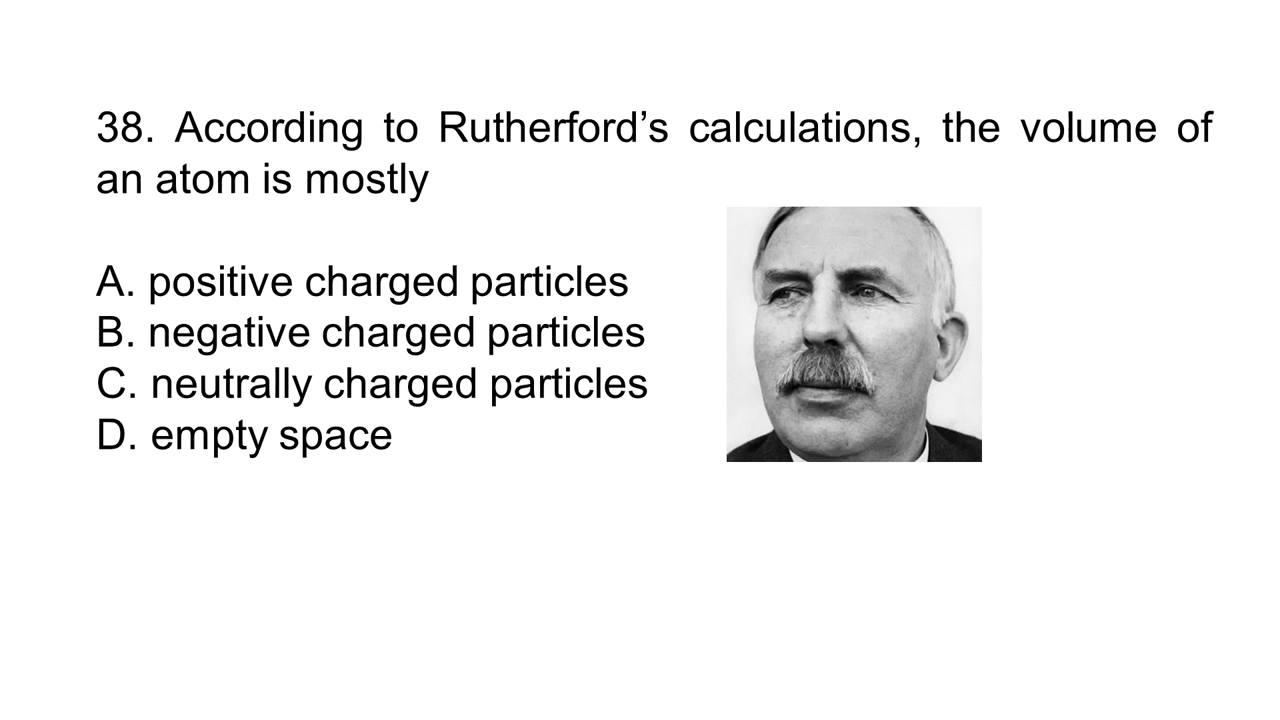 38. According to Rutherford’s calculations, the volume of
an atom is mostly
A. positive charged particles
B. negative charged particles
C. neutrally charged particles
D. empty space